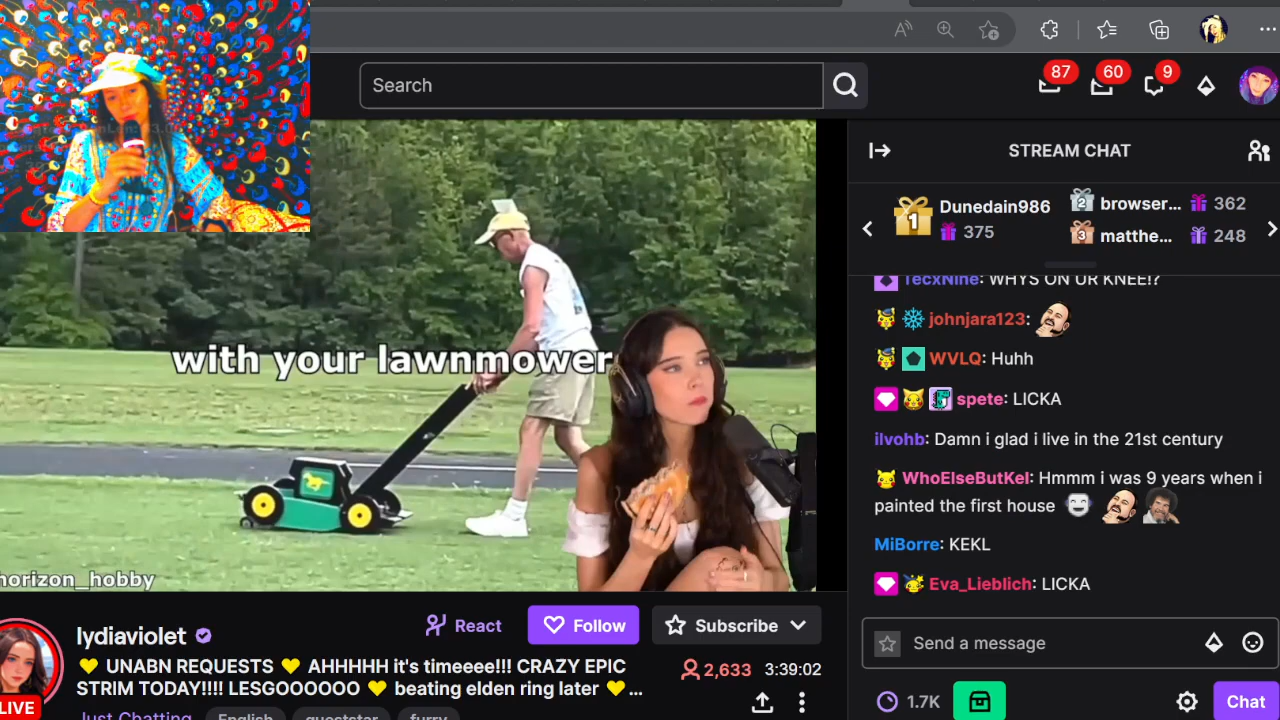 Search
87
60
9
STREAM CHAT
1
Dunedain986
375
2
browser...
362
3
matthe...
248
TecxNine: WHYS ON UR KNEE!?
johnjara123:
WVLQ: Huhh
spete: LICKA
ilvohb: Damn i glad i live in the 21st century
WhoElseButKel: Hmmm i was 9 years when i
painted the first house
MiBorre: KEKL
Eva_Lieblich: LICKA
Send a message
1.7K
Chat
with your lawnmower
horizon_hobby
lydiaviolet
React
Follow
Subscribe
💛 UNABN REQUESTS 💛 AHHHHH it's timeeee!!! CRAZY EPIC
STRIM TODAY!!!! LESGOOOOOO 💛 beating elden ring later 💛...
2,633
3:39:02
LIVE
Just Chatting
English
gueststar
furry